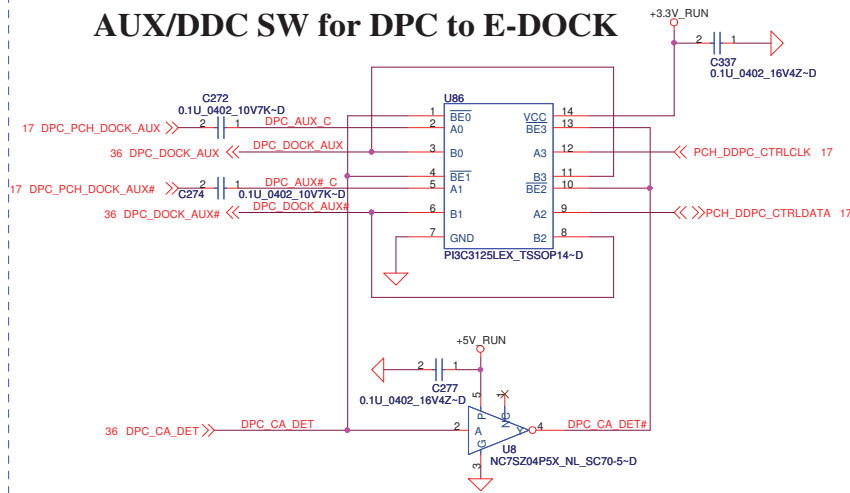 AUX/DDC SW for DPC to E-DOCK
+3.3V_RUN
2 1
C337
0.1U_0402_16V4Z~D
C272
0.1U_0402_10V7K~D
U86
17 DPC_PCH_DOCK_AUX 2 1 DPC_AUX_C
36 DPC_DOCK_AUX DPC_DOCK_AUX
17 DPC_PCH_DOCK_AUX# 2 1 DPC_AUX#_C
C274 0.1U_0402_10V7K~D
36 DPC_DOCK_AUX# DPC_DOCK_AUX#
1 BE0 VCC 14
2 A0 BE3 13
3 B0 A3 12
4 BE1 B3 11
5 A1 BE2 10
6 B1 A2 9
7 GND B2 8
PCH_DDPC_CTRLCLK 17
PCH_DDPC_CTRLDATA 17
PI3C3125LEX_TSSOP14~D
+5V_RUN
2 1
C277
0.1U_0402_16V4Z~D
5 1
P NC
36 DPC_CA_DET DPC_CA_DET 2 A Y 4 DPC_CA_DET#
G
3
U8
NC7SZ04P5X_NL_SC70-5~D